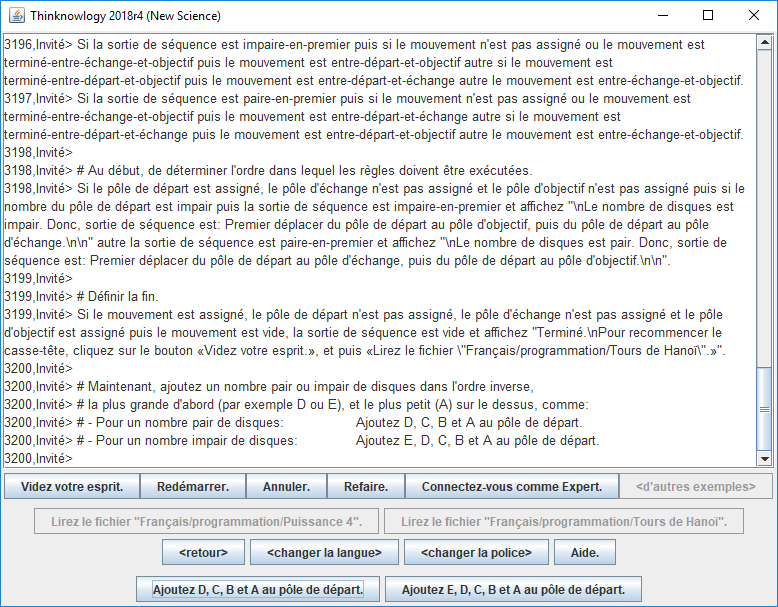 Thinknowlogy 2018r4 (New Science)
3196,Invité> Si la sortie de séquence est impaire-en-premier puis si le mouvement n'est pas assigné ou le mouvement est
terminé-entre-échange-et-objectif puis le mouvement est entre-départ-et-objectif autre si le mouvement est
terminé-entre-départ-et-objectif puis le mouvement est entre-départ-et-échange autre le mouvement est entre-échange-et-objectif.
3197,Invité> Si la sortie de séquence est paire-en-premier puis si le mouvement n'est pas assigné ou le mouvement est
terminé-entre-échange-et-objectif puis le mouvement est entre-départ-et-échange autre si le mouvement est
terminé-entre-départ-et-échange puis le mouvement est entre-départ-et-objectif autre le mouvement est entre-échange-et-objectif.
3198,Invité>
3198,Invité> # Au début, de déterminer l'ordre dans lequel les règles doivent être exécutées.
3198,Invité> Si le pôle de départ est assigné, le pôle d'échange n'est pas assigné et le pôle d'objectif n'est pas assigné puis si le
nombre du pôle de départ est impair puis la sortie de séquence est impaire-en-premier et affichez "\nLe nombre de disques est
impair. Donc, sortie de séquence est: Premier déplacer du pôle de départ au pôle d'objectif, puis du pôle de départ au pôle
d'échange.\n\n" autre la sortie de séquence est paire-en-premier et affichez "\nLe nombre de disques est pair. Donc, sortie de
séquence est: Premier déplacer du pôle de départ au pôle d'échange, puis du pôle de départ au pôle d'objectif.\n\n".
3199,Invité>
3199,Invité> # Définir la fin.
3199,Invité> Si le mouvement est assigné, le pôle de départ n'est pas assigné, le pôle d'échange n'est pas assigné et le pôle
d'objectif est assigné puis le mouvement est vide, la sortie de séquence est vide et affichez "Terminé.\nPour recommencer le
casse-tête, cliquez sur le bouton «Videz votre esprit.», et puis «Lirez le fichier \"Français/programmation/Tours de Hanoï\".»".
3200,Invité>
3200,Invité> # Maintenant, ajoutez un nombre pair ou impair de disques dans l'ordre inverse,
3200,Invité> # la plus grande d'abord (par exemple D ou E), et le plus petit (A) sur le dessus, comme:
3200,Invité> # - Pour un nombre pair de disques: Ajoutez D, C, B et A au pôle de départ.
3200,Invité> # - Pour un nombre impair de disques: Ajoutez E, D, C, B et A au pôle de départ.
3200,Invité>
Videz votre esprit. Redémarrer. Annuler. Refaire. Connectez-vous comme Expert. <d'autres exemples>
Lirez le fichier "Français/programmation/Puissance 4". Lirez le fichier "Français/programmation/Tours de Hanoï".
<retour> <changer la langue> <changer la police> Aide.
Ajoutez D, C, B et A au pôle de départ. Ajoutez E, D, C, B et A au pôle de départ.